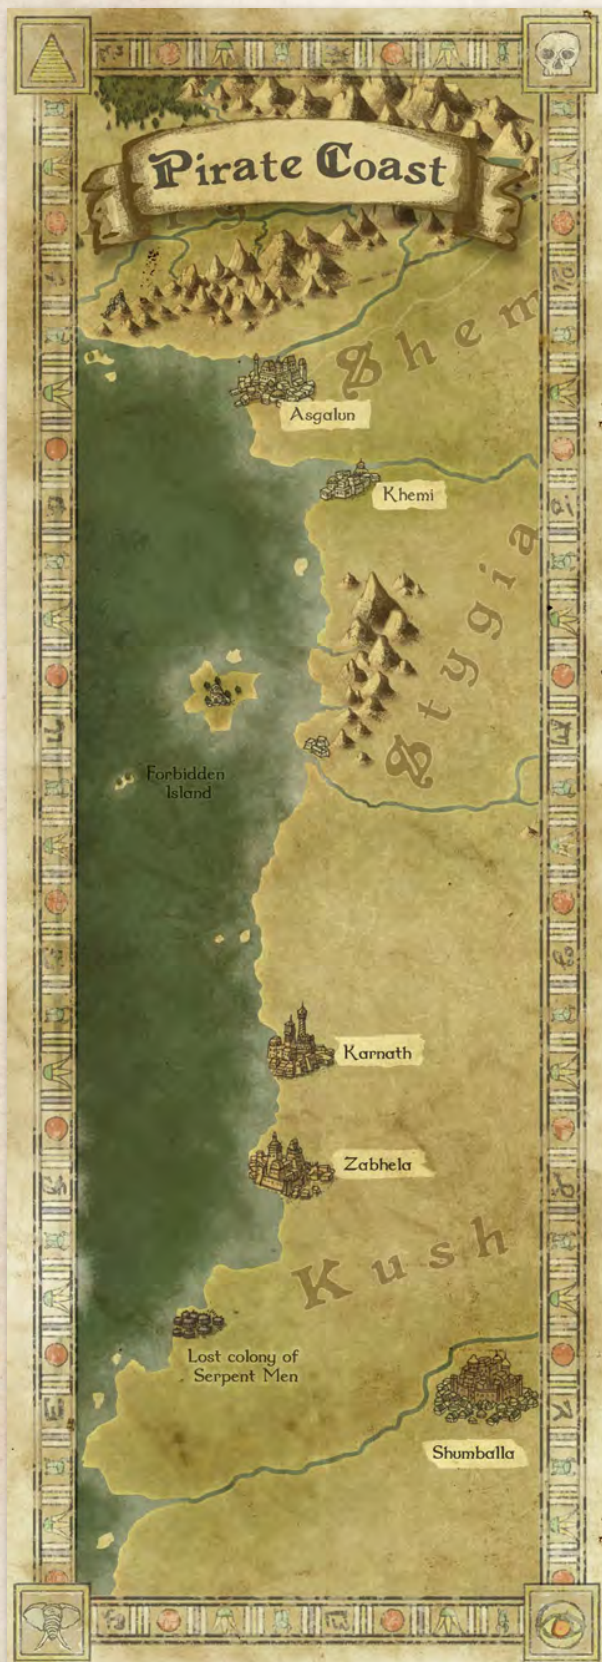 Pirate Coast
Shem
Asgalun
Khemi
Stygia
Forbidden
Island
Karnath
Zabhela
Kush
Lost colony of
Serpent Men
Shumballa